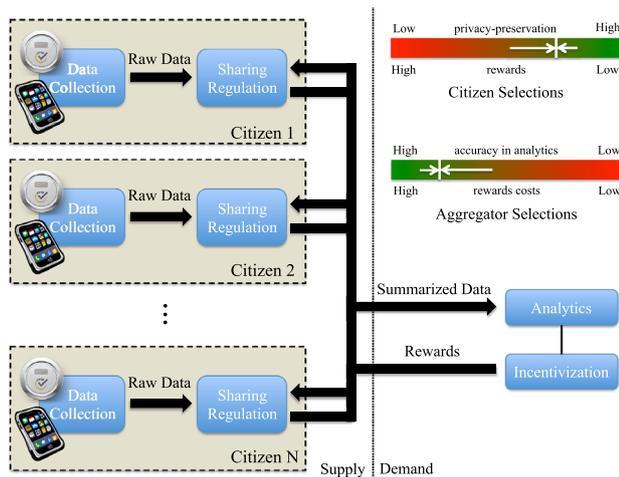 Data
Collection
Raw Data
Sharing
Regulation
Citizen 1
Data
Collection
Raw Data
Sharing
Regulation
Citizen 2
Data
Collection
Raw Data
Sharing
Regulation
Citizen N
Supply
Demand
Low privacy-preservation High
High rewards Low
Citizen Selections
High accuracy in analytics Low
High rewards costs Low
Aggregator Selections
Summarized Data
Analytics
Rewards
Incentivization